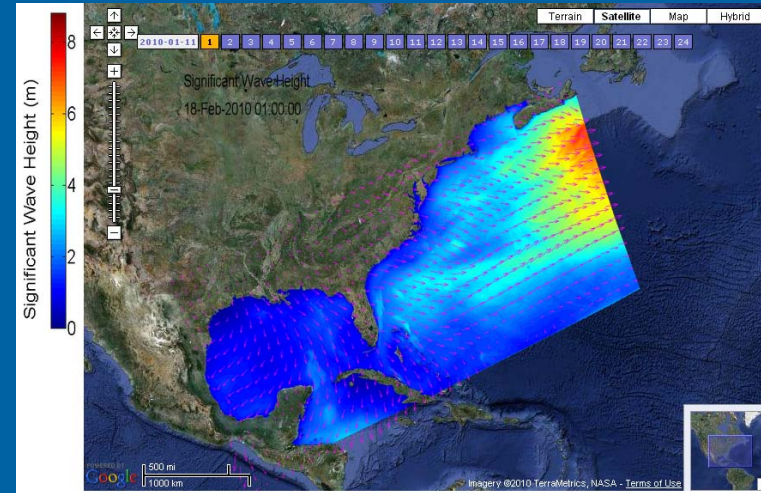 Significant Wave Height (m)
8
6
4
2
0
Terrain Satellite Map Hybrid
2010-01-11 1 2 3 4 5 6 7 8 9 10 11 12 13 14 15 16 17 18 19 20 21 22 23 24
Significant Wave Height
18-Feb-2010 01:00:00
POWERED BY
Google
500 mi
1000 km
Imagery ©2010 TerraMetrics, NASA - Terms of Use